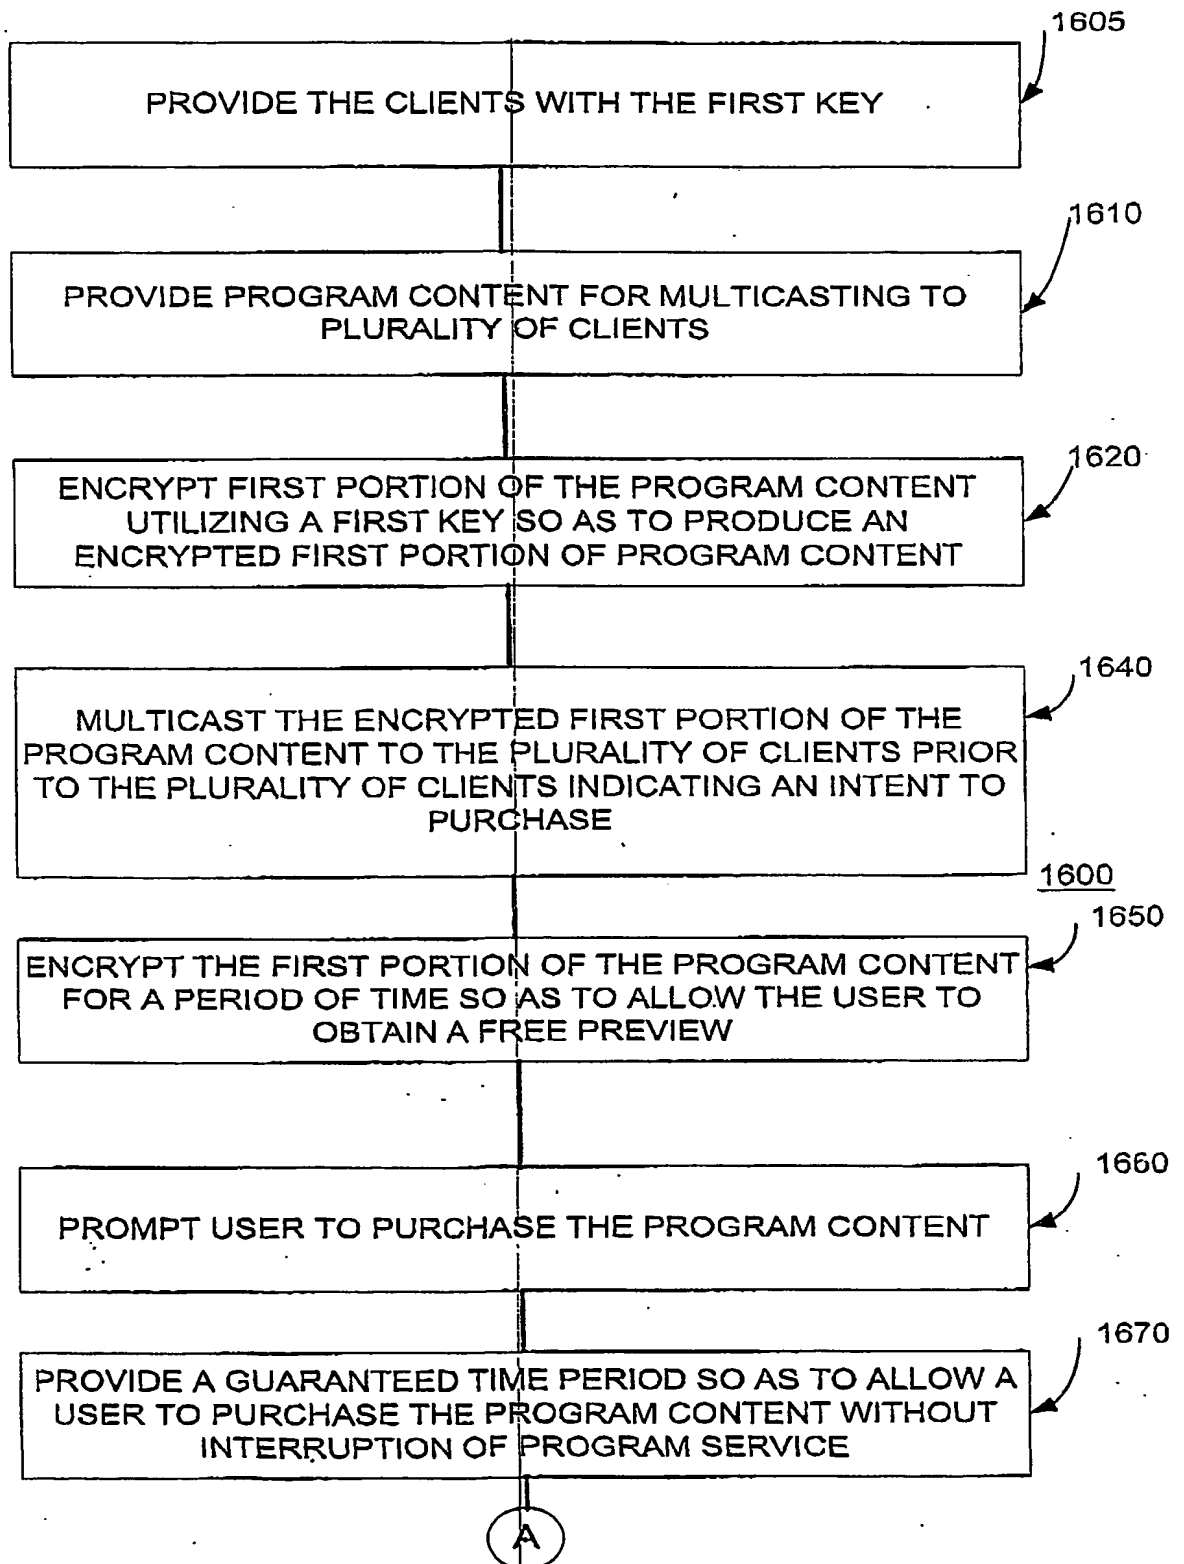 1605
PROVIDE THE CLIENTS WITH THE FIRST KEY
1610
PROVIDE PROGRAM CONTENT FOR MULTICASTING TO
PLURALITY OF CLIENTS
1620
ENCRYPT FIRST PORTION OF THE PROGRAM CONTENT
UTILIZING A FIRST KEY SO AS TO PRODUCE AN
ENCRYPTED FIRST PORTION OF PROGRAM CONTENT
1640
MULTICAST THE ENCRYPTED FIRST PORTION OF THE
PROGRAM CONTENT TO THE PLURALITY OF CLIENTS PRIOR
TO THE PLURALITY OF CLIENTS INDICATING AN INTENT TO
PURCHASE
1600
1650
ENCRYPT THE FIRST PORTION OF THE PROGRAM CONTENT
FOR A PERIOD OF TIME SO AS TO ALLOW THE USER TO
OBTAIN A FREE PREVIEW
1660
PROMPT USER TO PURCHASE THE PROGRAM CONTENT
1670
PROVIDE A GUARANTEED TIME PERIOD SO AS TO ALLOW A
USER TO PURCHASE THE PROGRAM CONTENT WITHOUT
INTERRUPTION OF PROGRAM SERVICE
A